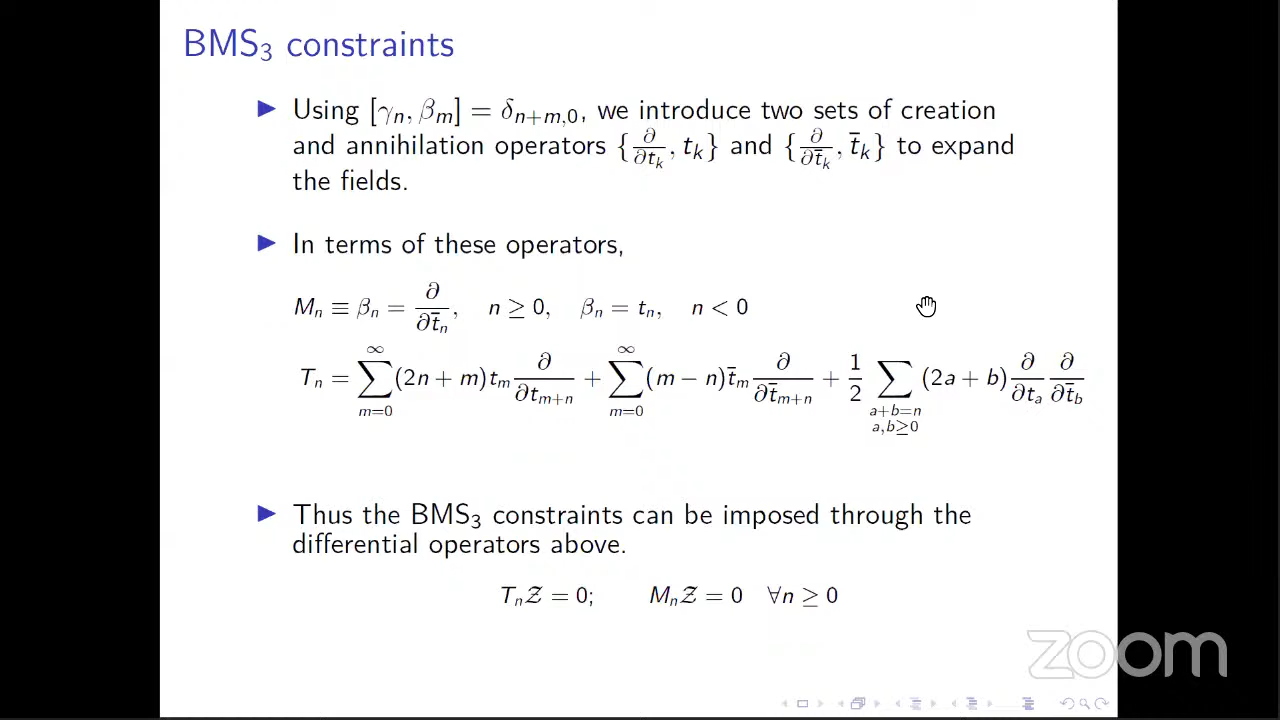 BMS₃ constraints
▶ Using [γₙ, βₘ] = δₙ₊ₘ,₀, we introduce two sets of creation
and annihilation operators {∂/∂tₖ, tₖ} and {∂/∂t̄ₖ, t̄ₖ} to expand
the fields.
▶ In terms of these operators,
Mₙ ≡ βₙ = ∂/∂t̄ₙ, n ≥ 0, βₙ = tₙ, n < 0
Tₙ = ∑_{m=0}^{∞} (2n + m)tₘ ∂/∂tₘ₊ₙ + ∑_{m=0}^{∞} (m − n)t̄ₘ ∂/∂t̄ₘ₊ₙ + 1/2 ∑_{a+b=n a,b≥0} (2a + b) ∂/∂tₐ ∂/∂t̄_b
▶ Thus the BMS₃ constraints can be imposed through the
differential operators above.
Tₙ𝒵 = 0; Mₙ𝒵 = 0 ∀n ≥ 0
zoom